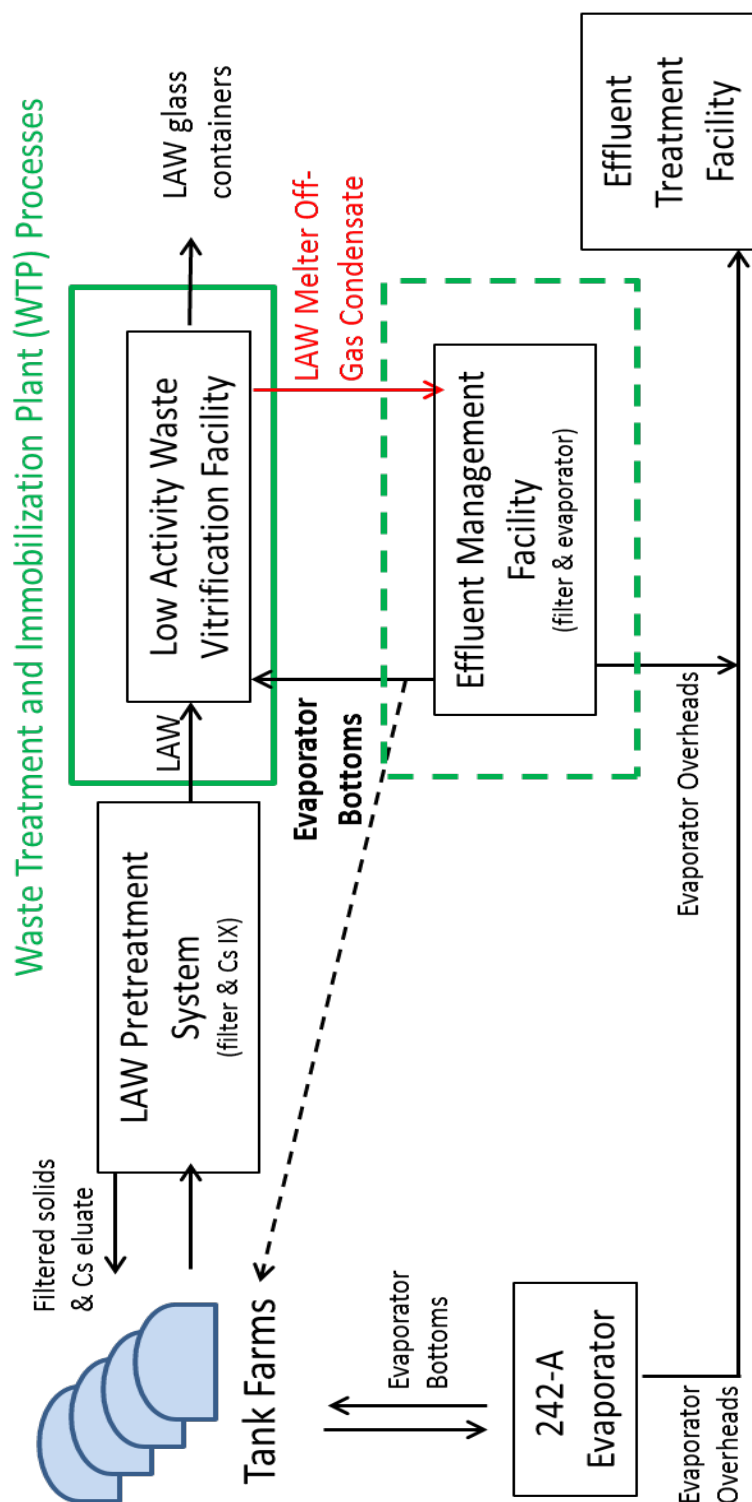 Waste Treatment and Immobilization Plant (WTP) Processes
Filtered solids
& Cs eluate
LAW Pretreatment
System
(filter & Cs IX)
LAW
Low Activity Waste
Vitrification Facility
LAW glass
containers
Tank Farms
Evaporator
Bottoms
LAW Melter Off-
Gas Condensate
Evaporator
Bottoms
242-A
Evaporator
Effluent Management
Facility
(filter & evaporator)
Evaporator
Overheads
Evaporator Overheads
Effluent
Treatment
Facility